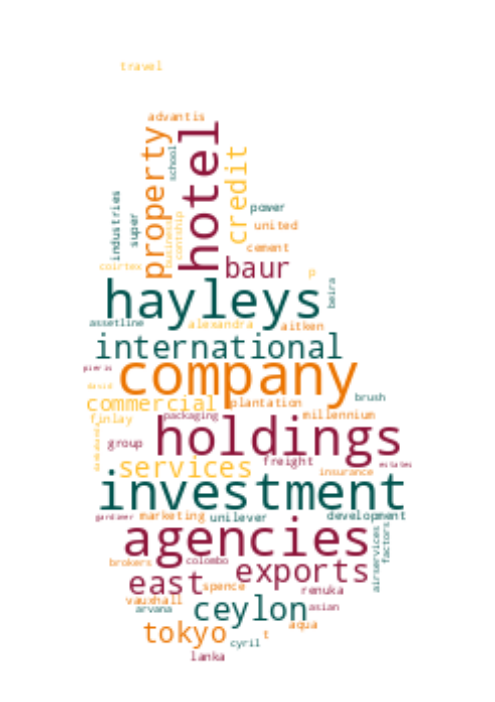 travel
advantis
property
hotel
school
credit
industries
super
power
united
cement
baur
p
beira
hayleys
assetline
alexandra
aitken
international
pieris
company
david
commercial
plantation
brush
finlay
packaging
millennium
group
holdings
services
freight
estates
insurance
investment
gardiner
marketing
unilever
development
agencies
airservices
factors
brokers
colombo
exports
east
spence
renuka
vauxhall
arvana
ceylon
asian
tokyo
aqua
t
cyril
lanka